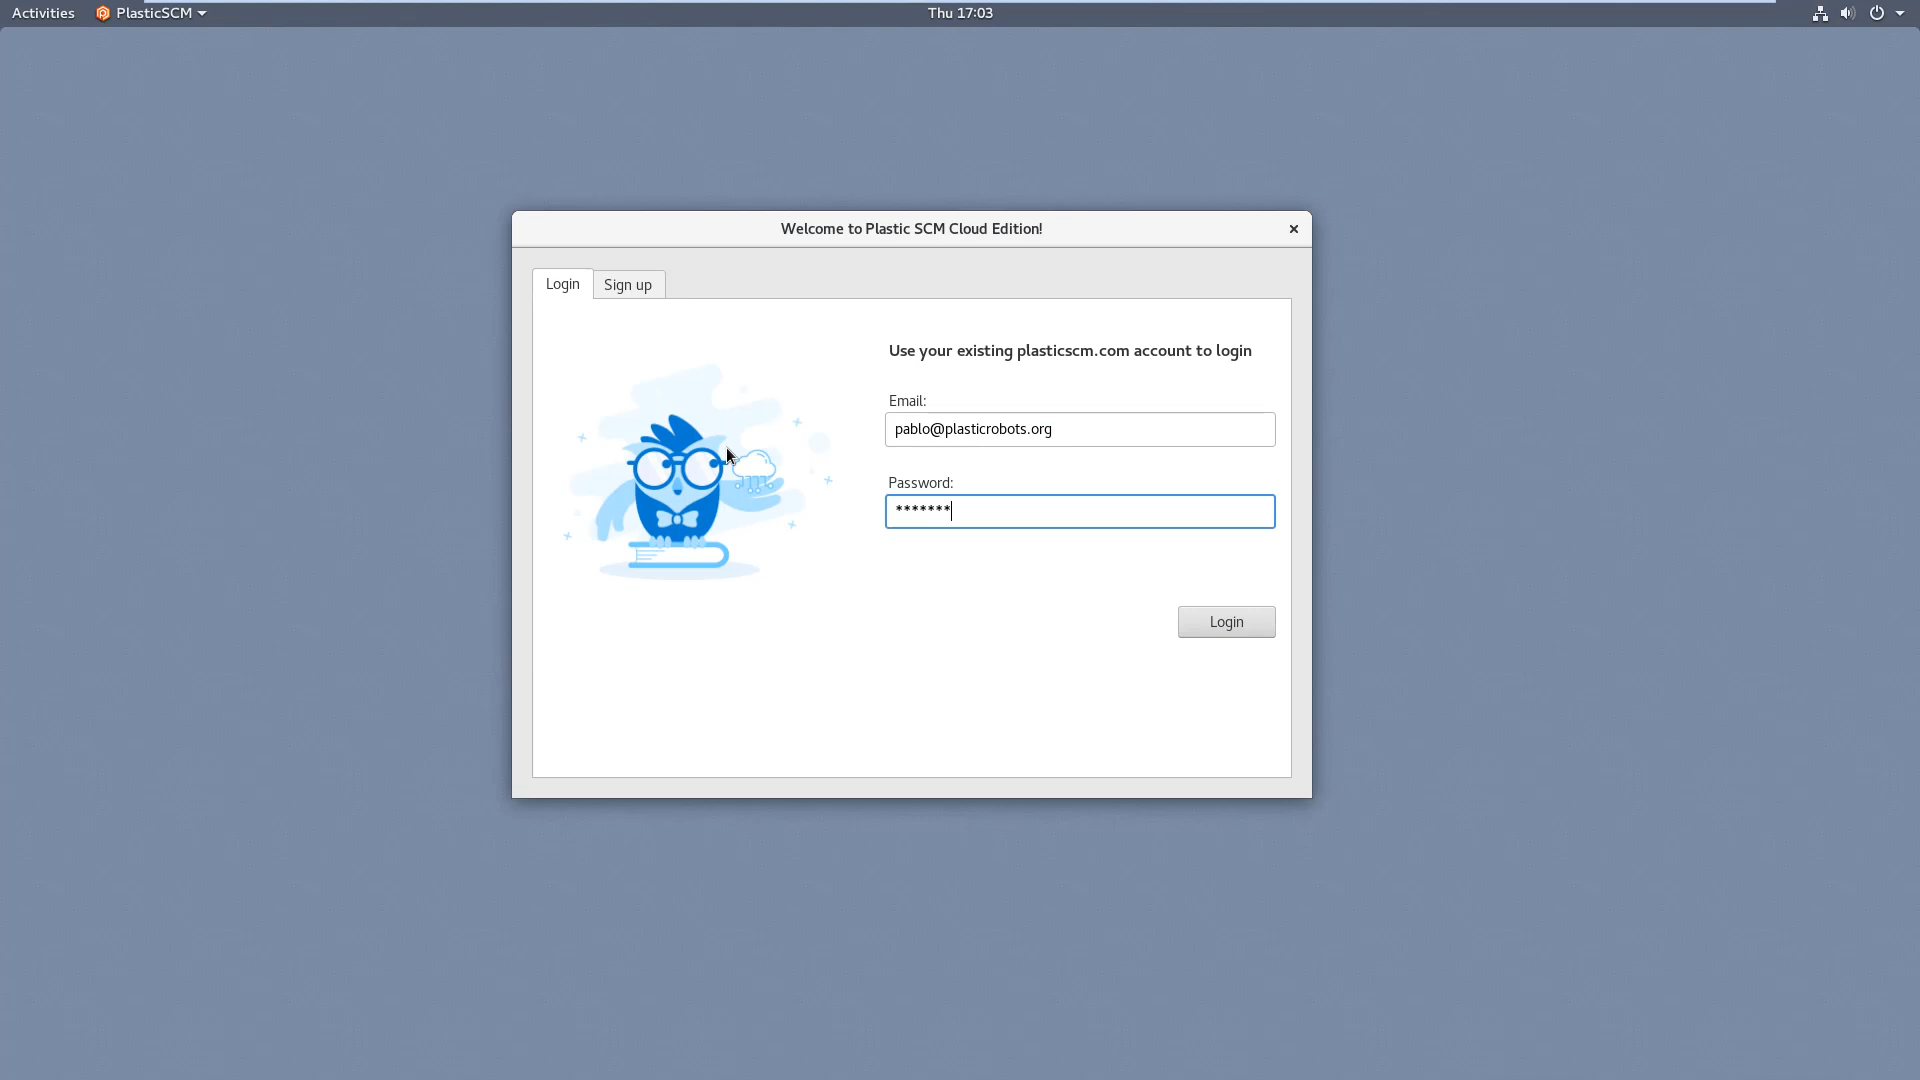 Activities PlasticSCM Thu 17:03
Welcome to Plastic SCM Cloud Edition! ×
Login Sign up
Use your existing plasticscm.com account to login
Email:
pablo@plasticrobots.org
Password:
*******
Login